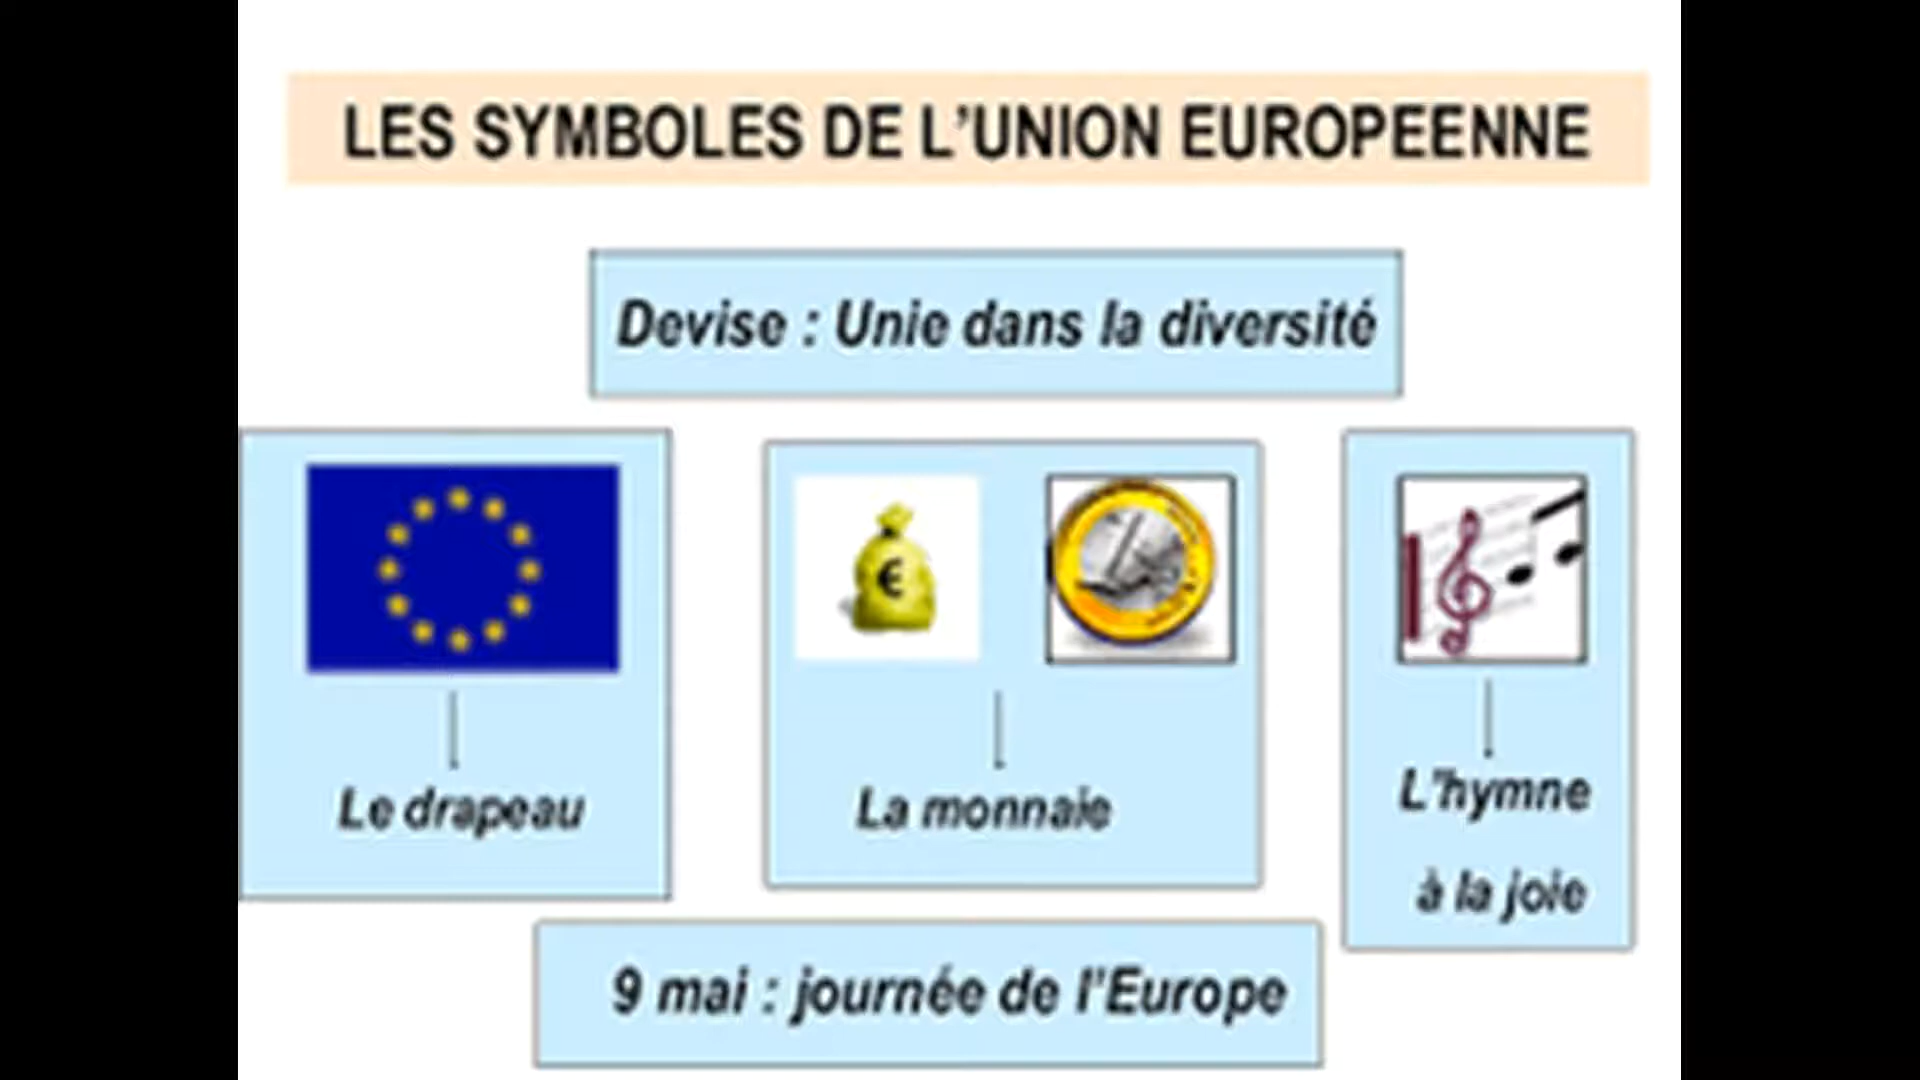 LES SYMBOLES DE L'UNION EUROPEENNE
Devise : Unie dans la diversité
€
Le drapeau
La monnaie
L'hymne
à la joie
9 mai : journée de l'Europe